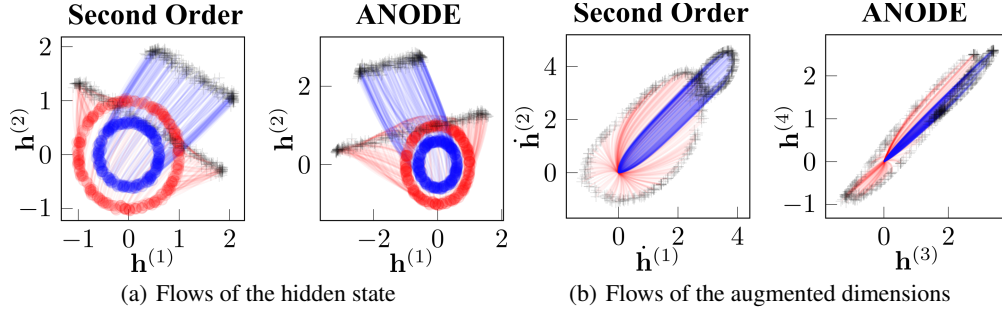 Second Order
ANODE
Second Order
ANODE
2
1
0
−1
h^(2)
−1
0
1
2
h^(1)
2
0
h^(2)
−2
0
h^(1)
4
2
0
ḣ^(2)
0
2
4
ḣ^(1)
2
1
0
−1
h^(4)
0
2
h^(3)
(a) Flows of the hidden state
(b) Flows of the augmented dimensions